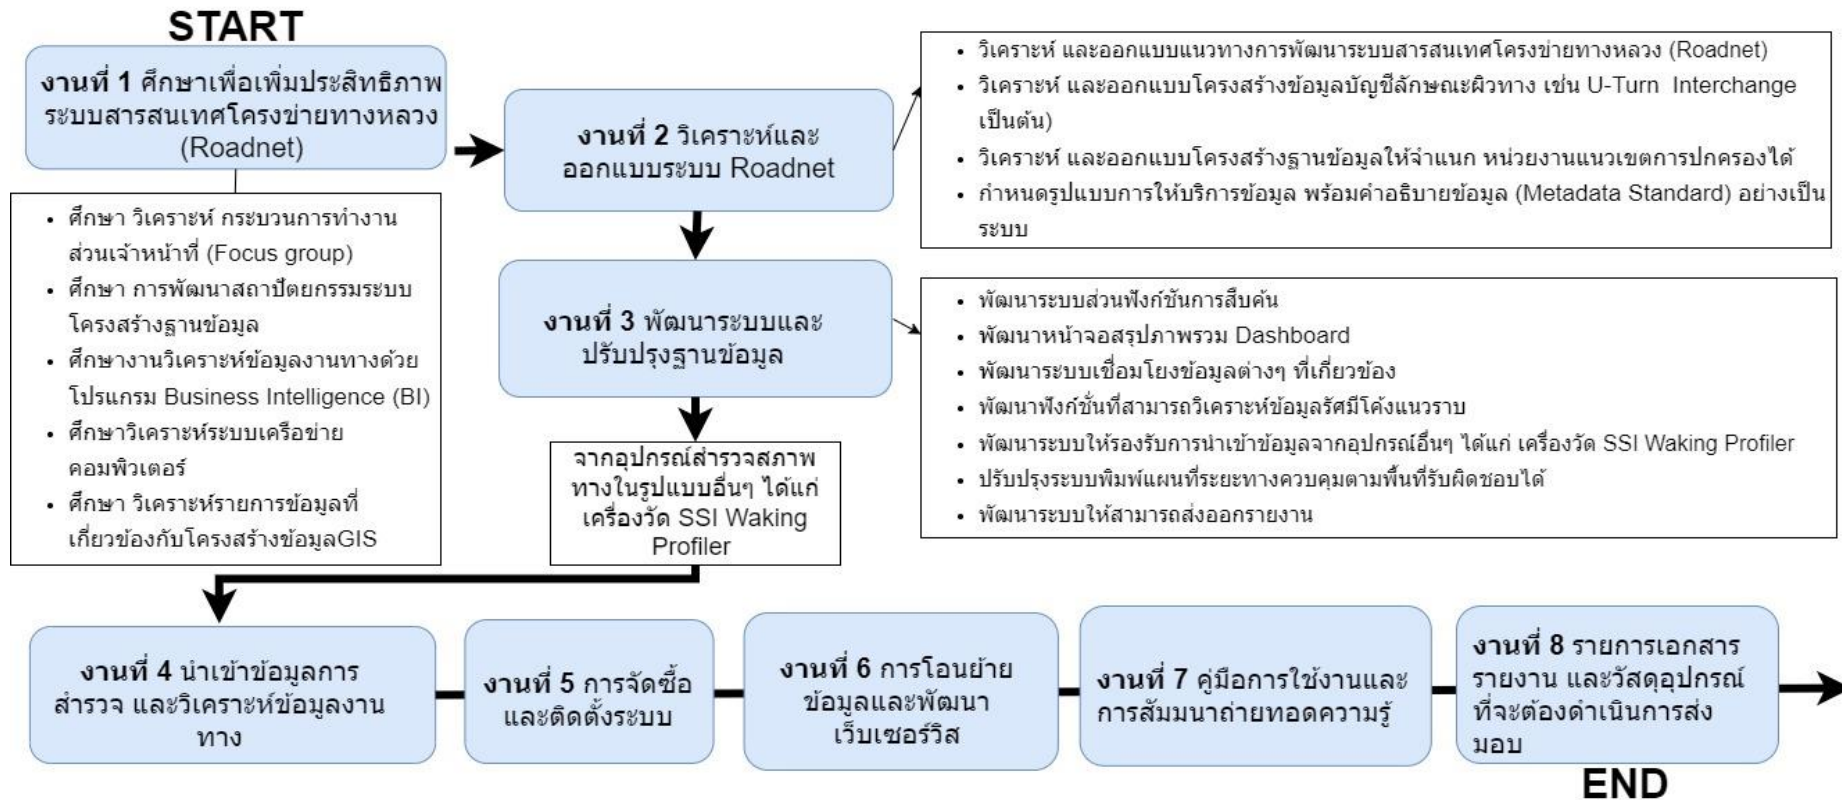 START
งานที่ 1 ศึกษาเพื่อเพิ่มประสิทธิภาพ
ระบบสารสนเทศโครงข่ายทางหลวง
(Roadnet)
• ศึกษา วิเคราะห์ กระบวนการทำงาน
ส่วนเจ้าหน้าที่ (Focus group)
• ศึกษา การพัฒนาสถาปัตยกรรมระบบ
โครงสร้างฐานข้อมูล
• ศึกษางานวิเคราะห์ข้อมูลงานทางด้วย
โปรแกรม Business Intelligence (BI)
• ศึกษาวิเคราะห์ระบบเครือข่าย
คอมพิวเตอร์
• ศึกษา วิเคราะห์รายการข้อมูลที่
เกี่ยวข้องกับโครงสร้างข้อมูลGIS
งานที่ 2 วิเคราะห์และ
ออกแบบระบบ Roadnet
• วิเคราะห์ และออกแบบแนวทางการพัฒนาระบบสารสนเทศโครงข่ายทางหลวง (Roadnet)
• วิเคราะห์ และออกแบบโครงสร้างข้อมูลบัญชีลักษณะผิวทาง เช่น U-Turn Interchange
เป็นต้น)
• วิเคราะห์ และออกแบบโครงสร้างฐานข้อมูลให้จำแนก หน่วยงานแนวเขตการปกครองได้
• กำหนดรูปแบบการให้บริการข้อมูล พร้อมคำอธิบายข้อมูล (Metadata Standard) อย่างเป็น
ระบบ
งานที่ 3 พัฒนาระบบและ
ปรับปรุงฐานข้อมูล
• พัฒนาระบบส่วนฟังก์ชันการสืบค้น
• พัฒนาหน้าจอสรุปภาพรวม Dashboard
• พัฒนาระบบเชื่อมโยงข้อมูลต่างๆ ที่เกี่ยวข้อง
• พัฒนาฟังก์ชั่นที่สามารถวิเคราะห์ข้อมูลรัศมีโค้งแนวราบ
• พัฒนาระบบให้รองรับการนำเข้าข้อมูลจากอุปกรณ์อื่นๆ ได้แก่ เครื่องวัด SSI Waking Profiler
• ปรับปรุงระบบพิมพ์แผนที่ระยะทางควบคุมตามพื้นที่รับผิดชอบได้
• พัฒนาระบบให้สามารถส่งออกรายงาน
จากอุปกรณ์สำรวจสภาพ
ทางในรูปแบบอื่นๆ ได้แก่
เครื่องวัด SSI Waking
Profiler
งานที่ 4 นำเข้าข้อมูลการ
สำรวจ และวิเคราะห์ข้อมูลงาน
ทาง
งานที่ 5 การจัดซื้อ
และติดตั้งระบบ
งานที่ 6 การโอนย้าย
ข้อมูลและพัฒนา
เว็บเซอร์วิส
งานที่ 7 คู่มือการใช้งานและ
การสัมมนาถ่ายทอดความรู้
งานที่ 8 รายการเอกสาร
รายงาน และวัสดุอุปกรณ์
ที่จะต้องดำเนินการส่ง
มอบ
END